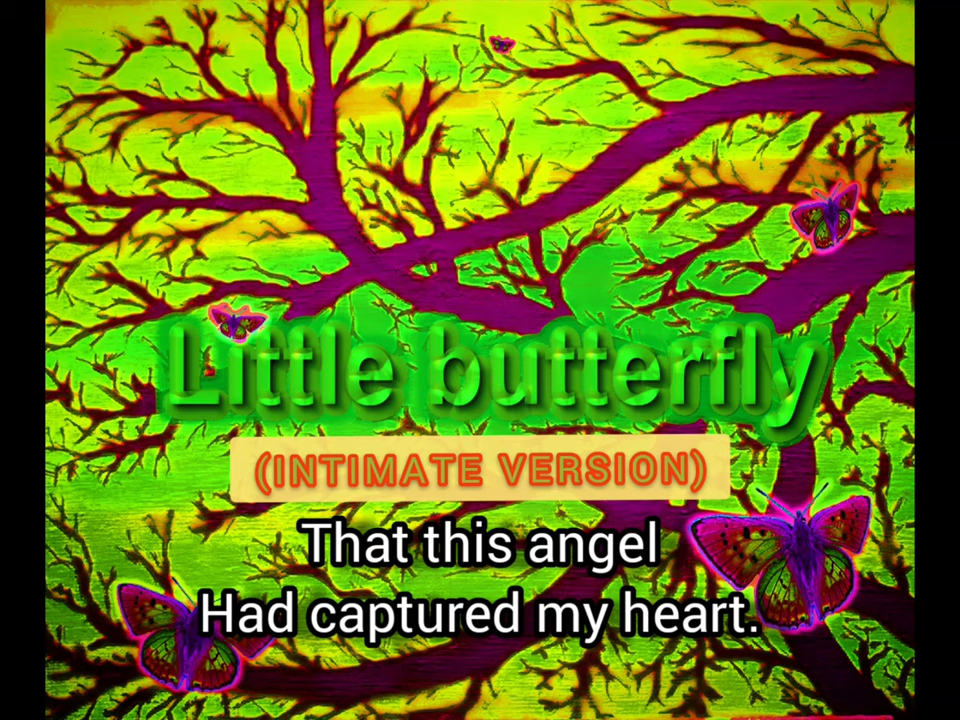 Little butterfly
(INTIMATE VERSION)
That this angel
Had captured my heart.